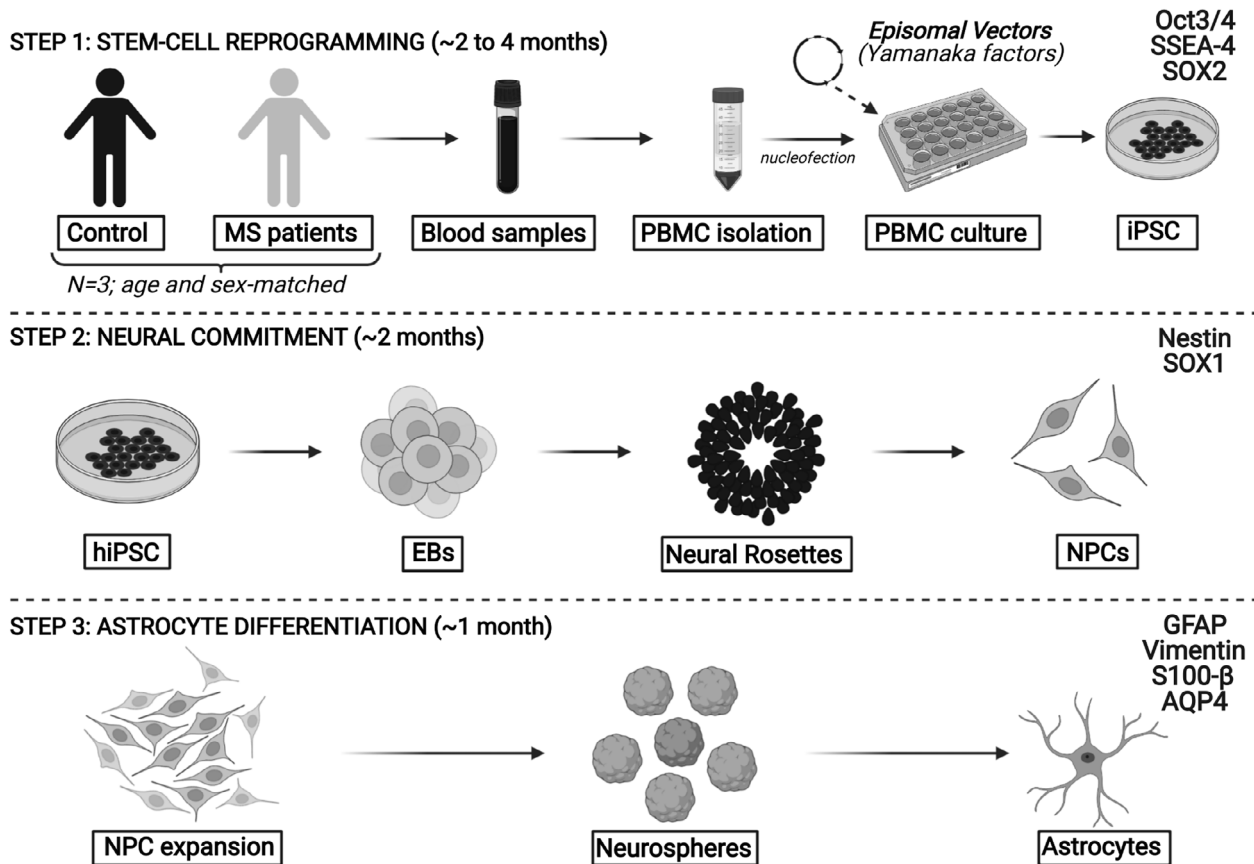 STEP 1: STEM-CELL REPROGRAMMING (~2 to 4 months)
Episomal Vectors
(Yamanaka factors)
Oct3/4
SSEA-4
SOX2
nucleofection
Control
MS patients
Blood samples
PBMC isolation
PBMC culture
iPSC
N=3; age and sex-matched
STEP 2: NEURAL COMMITMENT (~2 months)
Nestin
SOX1
hiPSC
EBs
Neural Rosettes
NPCs
STEP 3: ASTROCYTE DIFFERENTIATION (~1 month)
GFAP
Vimentin
S100-β
AQP4
NPC expansion
Neurospheres
Astrocytes